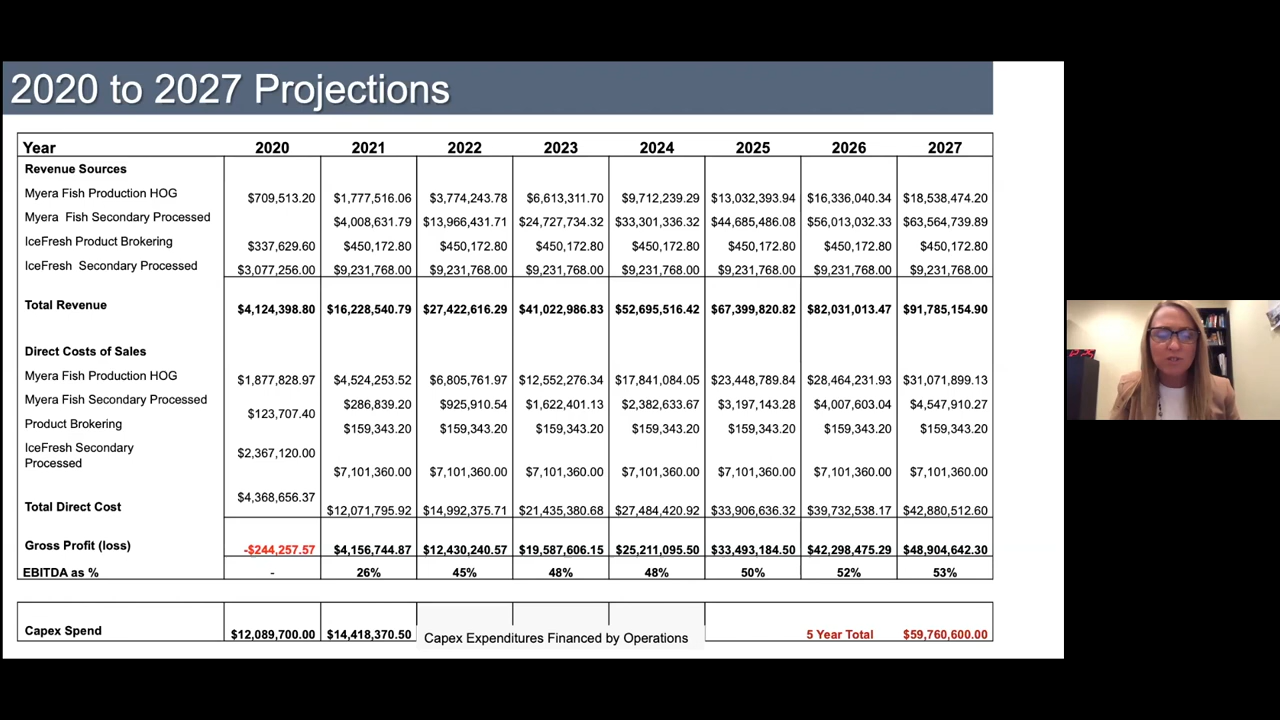 2020 to 2027 Projections
Year 2020 2021 2022 2023 2024 2025 2026 2027
Revenue Sources
Myera Fish Production HOG $709,513.20 $1,777,516.06 $3,774,243.78 $6,613,311.70 $9,712,239.29 $13,032,393.94 $16,336,040.34 $18,538,474.20
Myera Fish Secondary Processed $4,008,631.79 $13,966,431.71 $24,727,734.32 $33,301,336.32 $44,685,486.08 $56,013,032.33 $63,564,739.89
IceFresh Product Brokering $337,629.60 $450,172.80 $450,172.80 $450,172.80 $450,172.80 $450,172.80 $450,172.80 $450,172.80
IceFresh Secondary Processed $3,077,256.00 $9,231,768.00 $9,231,768.00 $9,231,768.00 $9,231,768.00 $9,231,768.00 $9,231,768.00 $9,231,768.00
Total Revenue $4,124,398.80 $16,228,540.79 $27,422,616.29 $41,022,986.83 $52,695,516.42 $67,399,820.82 $82,031,013.47 $91,785,154.90
Direct Costs of Sales
Myera Fish Production HOG $1,877,828.97 $4,524,253.52 $6,805,761.97 $12,552,276.34 $17,841,084.05 $23,448,789.84 $28,464,231.93 $31,071,899.13
Myera Fish Secondary Processed $286,839.20 $925,910.54 $1,622,401.13 $2,382,633.67 $3,197,143.28 $4,007,603.04 $4,547,910.27
Product Brokering $123,707.40 $159,343.20 $159,343.20 $159,343.20 $159,343.20 $159,343.20 $159,343.20 $159,343.20
IceFresh Secondary
Processed $2,367,120.00 $7,101,360.00 $7,101,360.00 $7,101,360.00 $7,101,360.00 $7,101,360.00 $7,101,360.00 $7,101,360.00
Total Direct Cost $4,368,656.37 $12,071,795.92 $14,992,375.71 $21,435,380.68 $27,484,420.92 $33,906,636.32 $39,732,538.17 $42,880,512.60
Gross Profit (loss) -$244,257.57 $4,156,744.87 $12,430,240.57 $19,587,606.15 $25,211,095.50 $33,493,184.50 $42,298,475.29 $48,904,642.30
EBITDA as % - 26% 45% 48% 48% 50% 52% 53%
Capex Spend $12,089,700.00 $14,418,370.50 Capex Expenditures Financed by Operations 5 Year Total $59,760,600.00